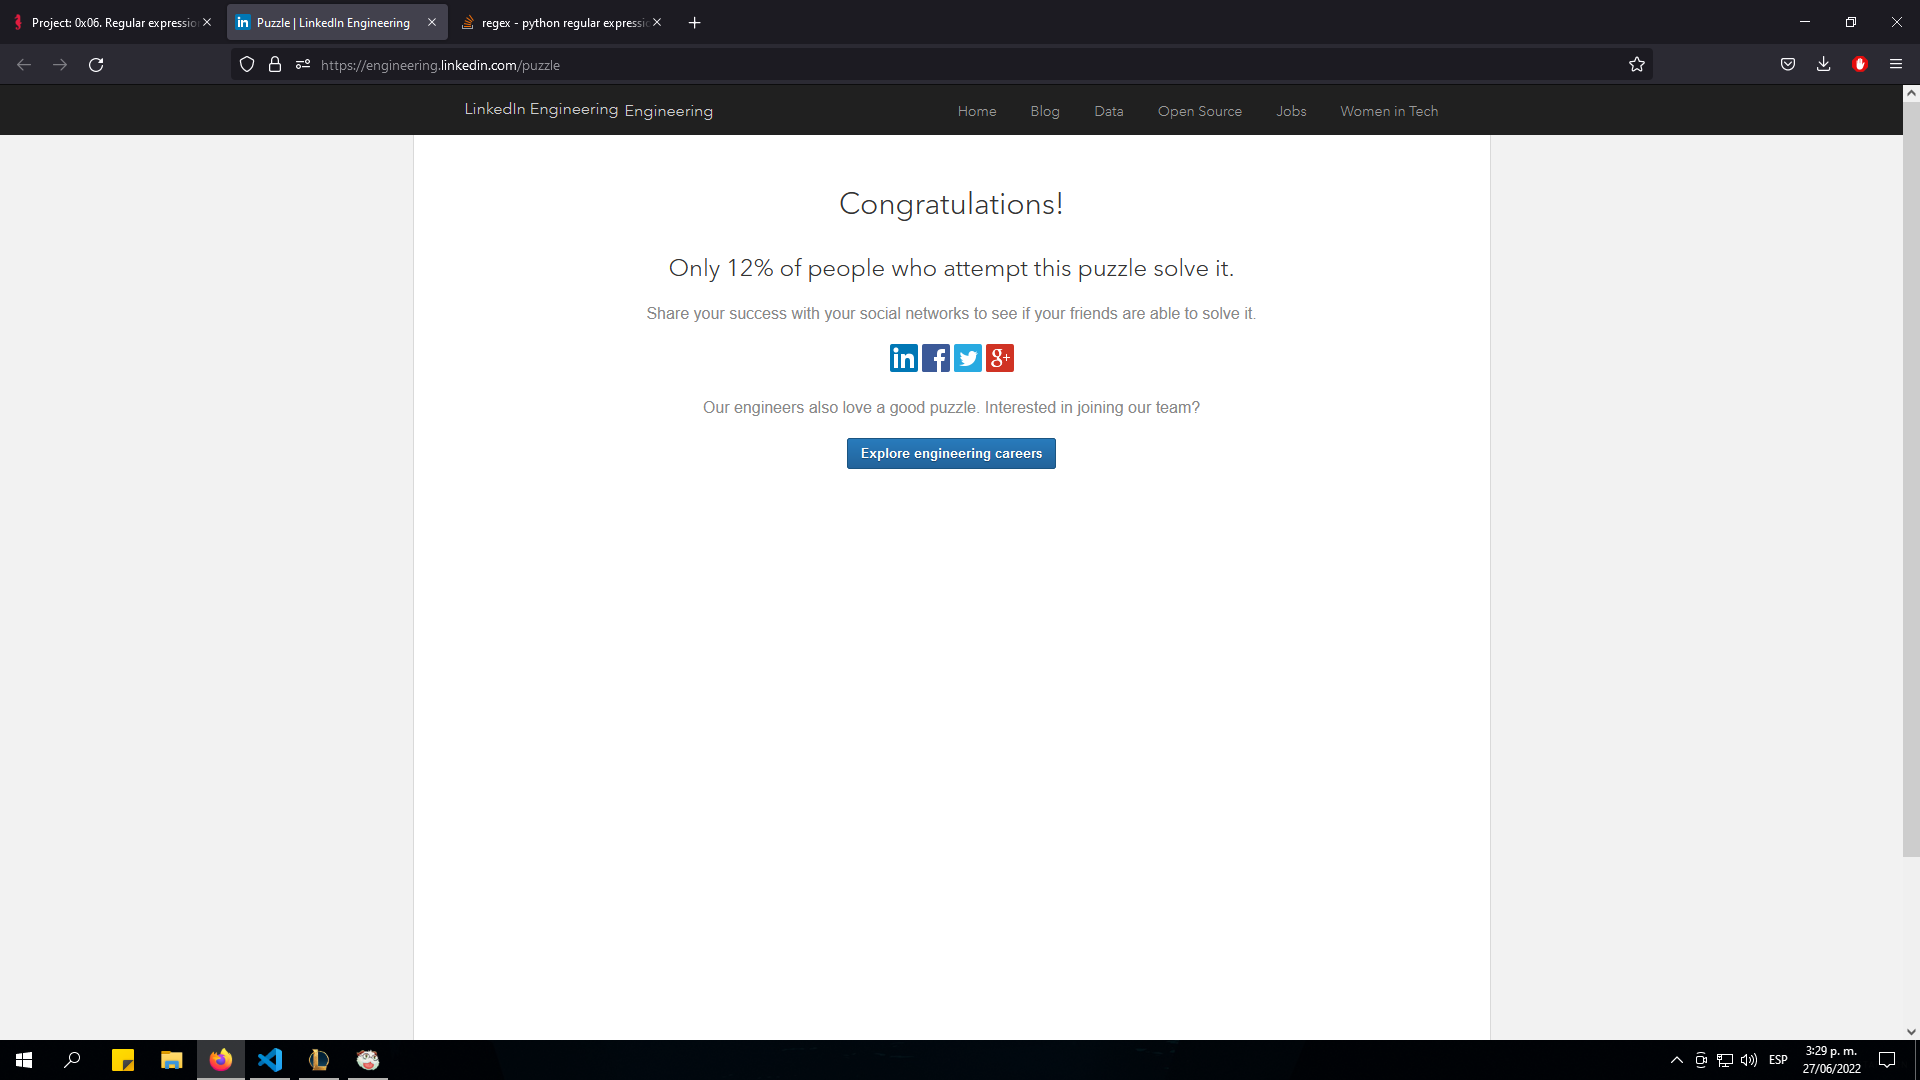 Project: 0x06. Regular expressio
Puzzle | LinkedIn Engineering
regex - python regular expressio
https://engineering.linkedin.com/puzzle
LinkedIn Engineering Engineering
Home
Blog
Data
Open Source
Jobs
Women in Tech
Congratulations!
Only 12% of people who attempt this puzzle solve it.
Share your success with your social networks to see if your friends are able to solve it.
in f g+
Our engineers also love a good puzzle. Interested in joining our team?
Explore engineering careers
ESP
3:29 p. m.
27/06/2022